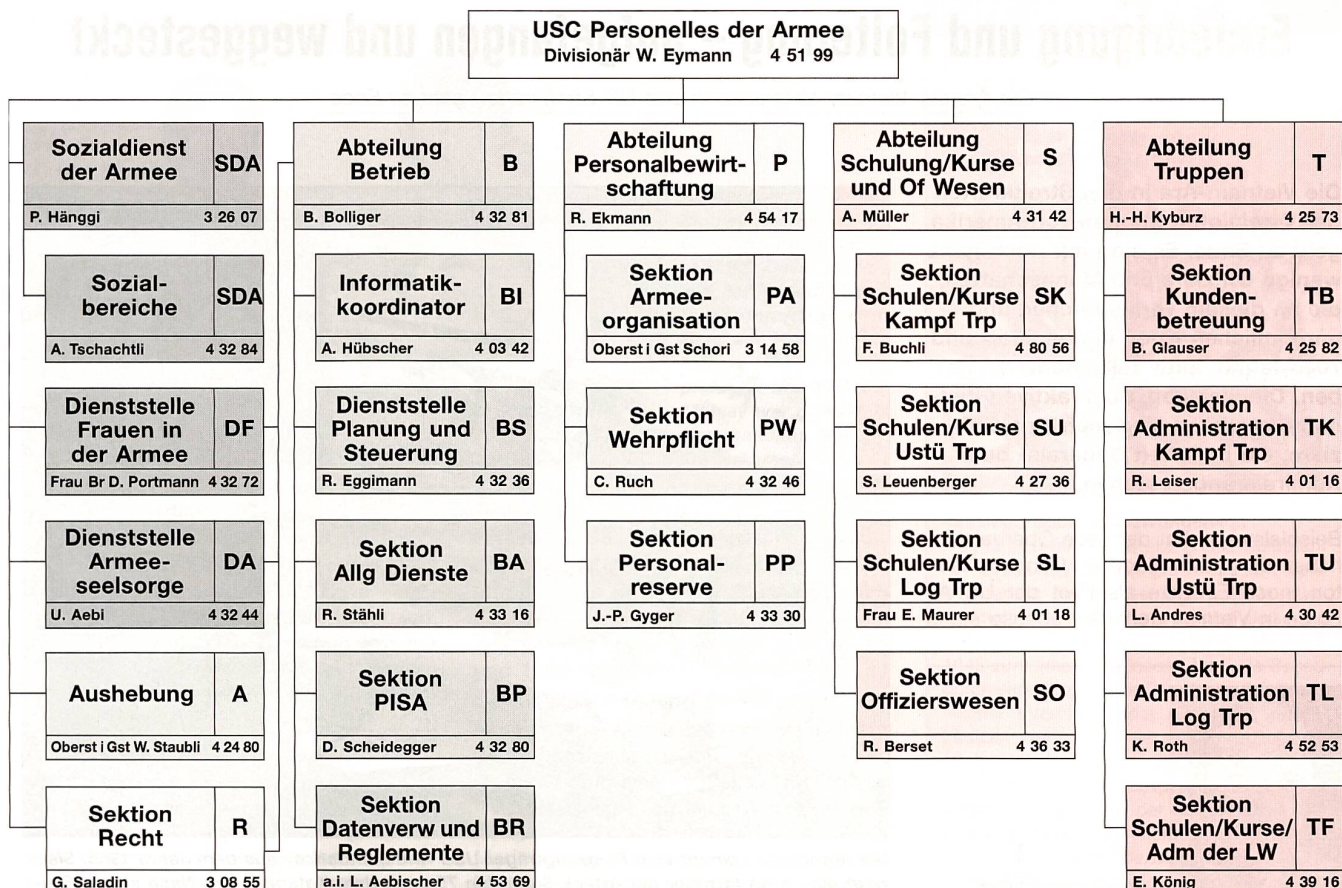 USC Personelles der Armee
Divisionär W. Eymann 4 51 99
Sozialdienst
der Armee
SDA
P. Hänggi 3 26 07
Sozial-
bereiche
SDA
A. Tschachtli 4 32 84
Dienststelle
Frauen in
der Armee
DF
Frau Br D. Portmann 4 32 72
Dienststelle
Armee-
seelsorge
DA
U. Aebi 4 32 44
Aushebung A
Oberst i Gst W. Staubli 4 24 80
Sektion
Recht
R
G. Saladin 3 08 55
Abteilung
Betrieb
B
B. Bolliger 4 32 81
Informatik-
koordinator
BI
A. Hübscher 4 03 42
Dienststelle
Planung und
Steuerung
BS
R. Eggimann 4 32 36
Sektion
Allg Dienste
BA
R. Stähli 4 33 16
Sektion
PISA
BP
D. Scheidegger 4 32 80
Sektion
Datenverw und
Reglemente
BR
a.i. L. Aebischer 4 53 69
Abteilung
Personalbewirt-
schaftung
P
R. Ekmann 4 54 17
Sektion
Armee-
organisation
PA
Oberst i Gst Schori 3 14 58
Sektion
Wehrpflicht
PW
C. Ruch 4 32 46
Sektion
Personal-
reserve
PP
J.-P. Gyger 4 33 30
Abteilung
Schulung/Kurse
und Of Wesen
S
A. Müller 4 31 42
Sektion
Schulen/Kurse
Kampf Trp
SK
F. Buchli 4 80 56
Sektion
Schulen/Kurse
Ustü Trp
SU
S. Leuenberger 4 27 36
Sektion
Schulen/Kurse
Log Trp
SL
Frau E. Maurer 4 01 18
Sektion
Offizierswesen
SO
R. Berset 4 36 33
Abteilung
Truppen
T
H.-H. Kyburz 4 25 73
Sektion
Kunden-
betreuung
TB
B. Glauser 4 25 82
Sektion
Administration
Kampf Trp
TK
R. Leiser 4 01 16
Sektion
Administration
Ustü Trp
TU
L. Andres 4 30 42
Sektion
Administration
Log Trp
TL
K. Roth 4 52 53
Sektion
Schulen/Kurse/
Adm der LW
TF
E. König 4 39 16